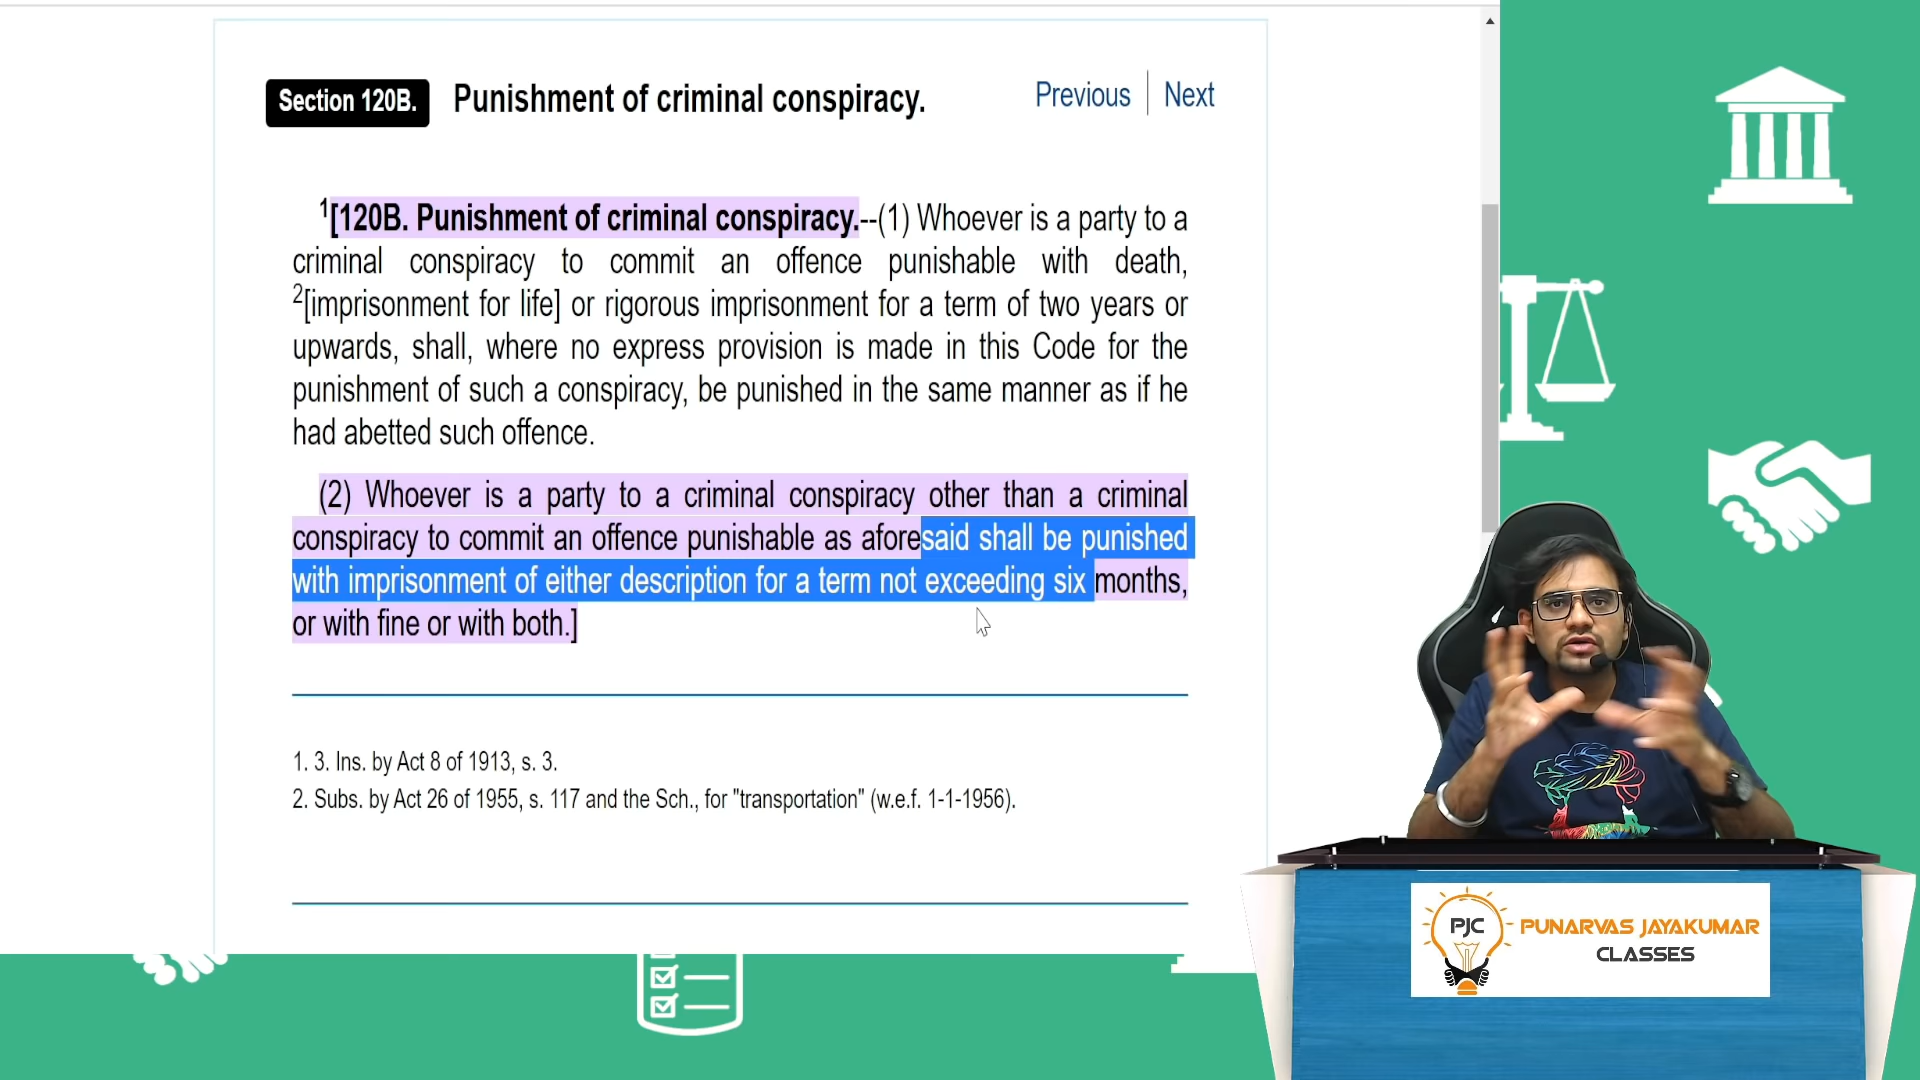 Section 120B. Punishment of criminal conspiracy. Previous Next
1[120B. Punishment of criminal conspiracy.--(1) Whoever is a party to a
criminal conspiracy to commit an offence punishable with death,
2[imprisonment for life] or rigorous imprisonment for a term of two years or
upwards, shall, where no express provision is made in this Code for the
punishment of such a conspiracy, be punished in the same manner as if he
had abetted such offence.
(2) Whoever is a party to a criminal conspiracy other than a criminal
conspiracy to commit an offence punishable as aforesaid shall be punished
with imprisonment of either description for a term not exceeding six months,
or with fine or with both.]
1. 3. Ins. by Act 8 of 1913, s. 3.
2. Subs. by Act 26 of 1955, s. 117 and the Sch., for "transportation" (w.e.f. 1-1-1956).
PJC
PUNARVAS JAYAKUMAR
CLASSES